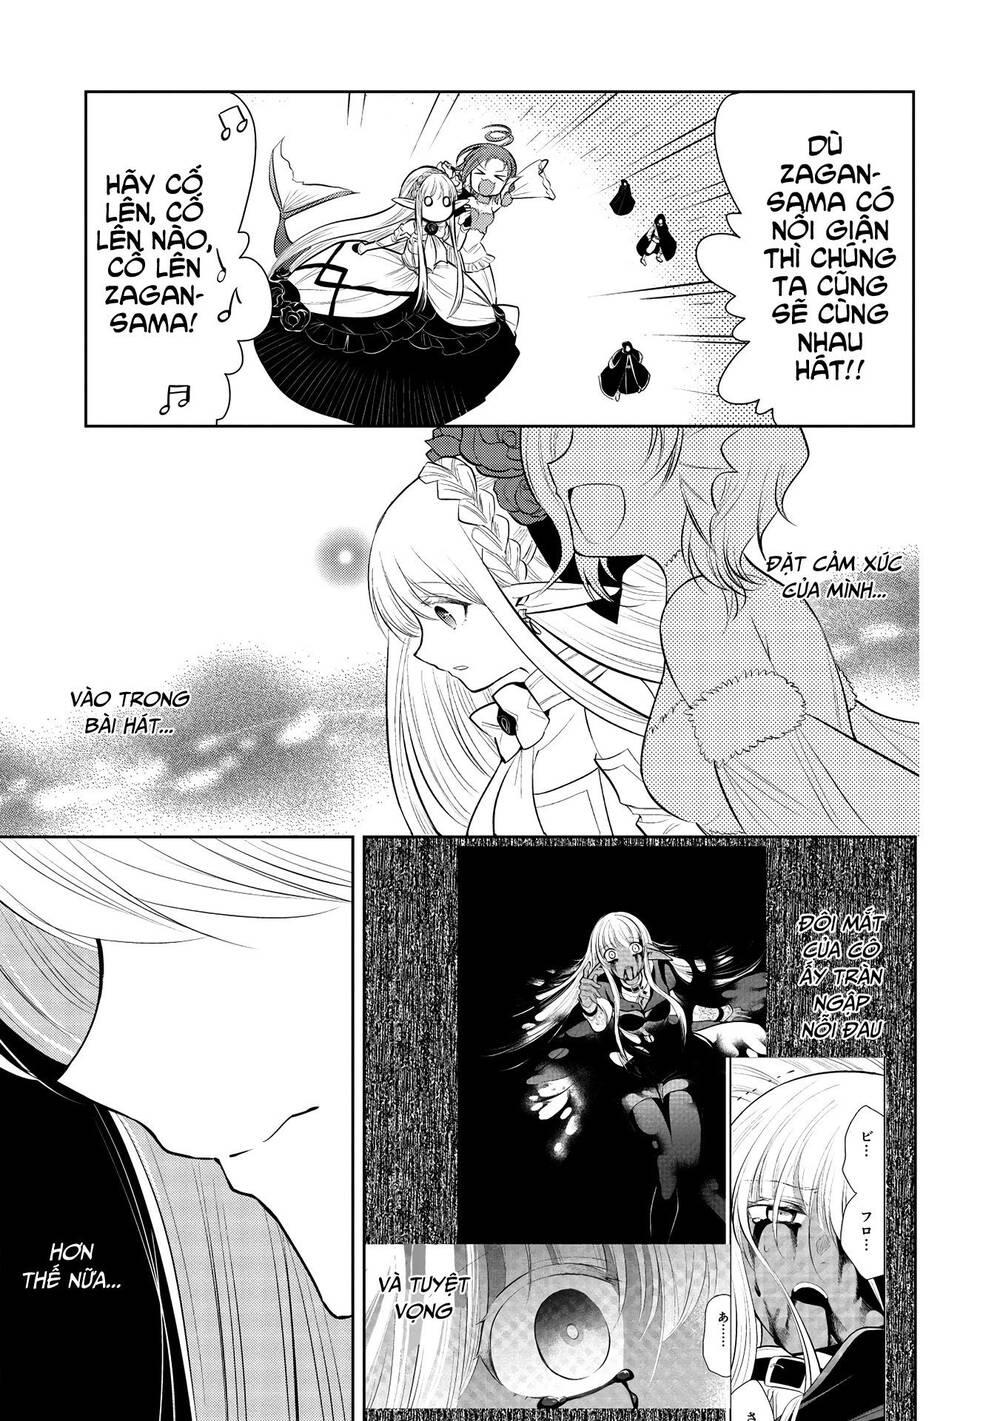 DÙ
ZAGAN-
SAMA CÓ
NỔI GIẬN
THÌ CHÚNG
TA CŨNG
SẼ CÙNG
NHAU
HÁT!!
HÃY CỐ
LÊN, CỐ
LÊN NÀO,
CỐ LÊN
ZAGAN-
SAMA!
ĐẶT CẢM XÚC
CỦA MÌNH...
VÀO TRONG
BÀI HÁT...
ĐÔI MẮT
CỦA CÔ
ẤY TRÀN
NGẬP
NỖI ĐAU
ビ…
フロ…
あ…
さ
VÀ TUYỆT
VỌNG
HƠN
THẾ NỮA...